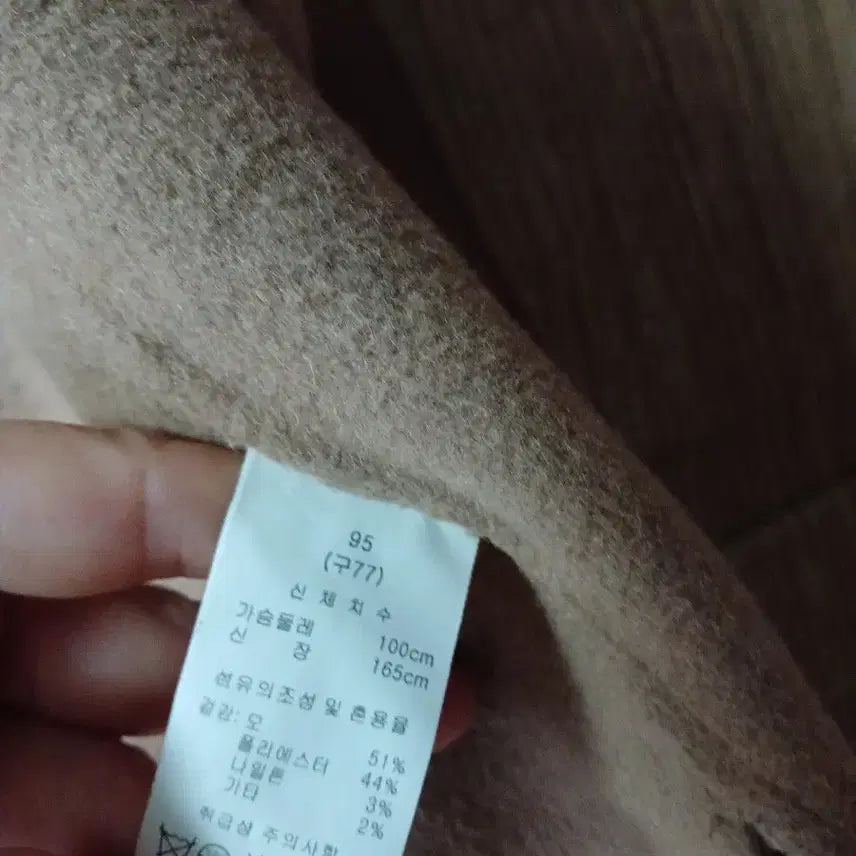 95
(구77)
신 체 치 수
가슴둘레 100cm
신 장 165cm
섬유의조성 및 혼용율
겉감: 모 51%
폴리에스터 44%
나일론 3%
기타 2%
취급상 주의사항